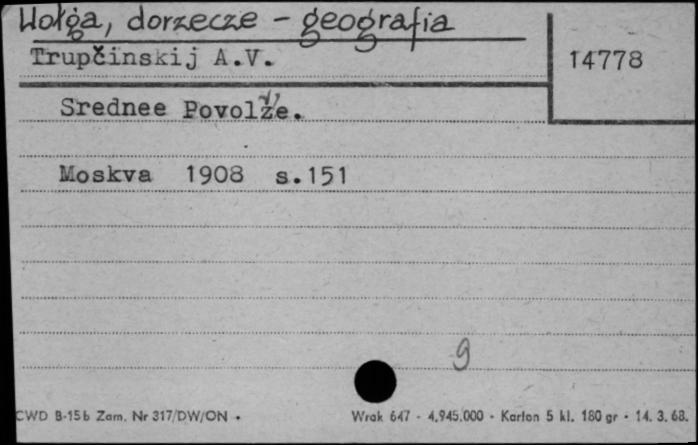 Wołga, dorzecze - geografia
Trupčinskij A.V.
14778
Srednee Povolže.
Moskva 1908 s.151
9
CWD B-15b Zam. Nr 317/DW/ON . Wrak 647 - 4.945.000 - Karton 5 kl. 180 gr - 14. 3. 68.